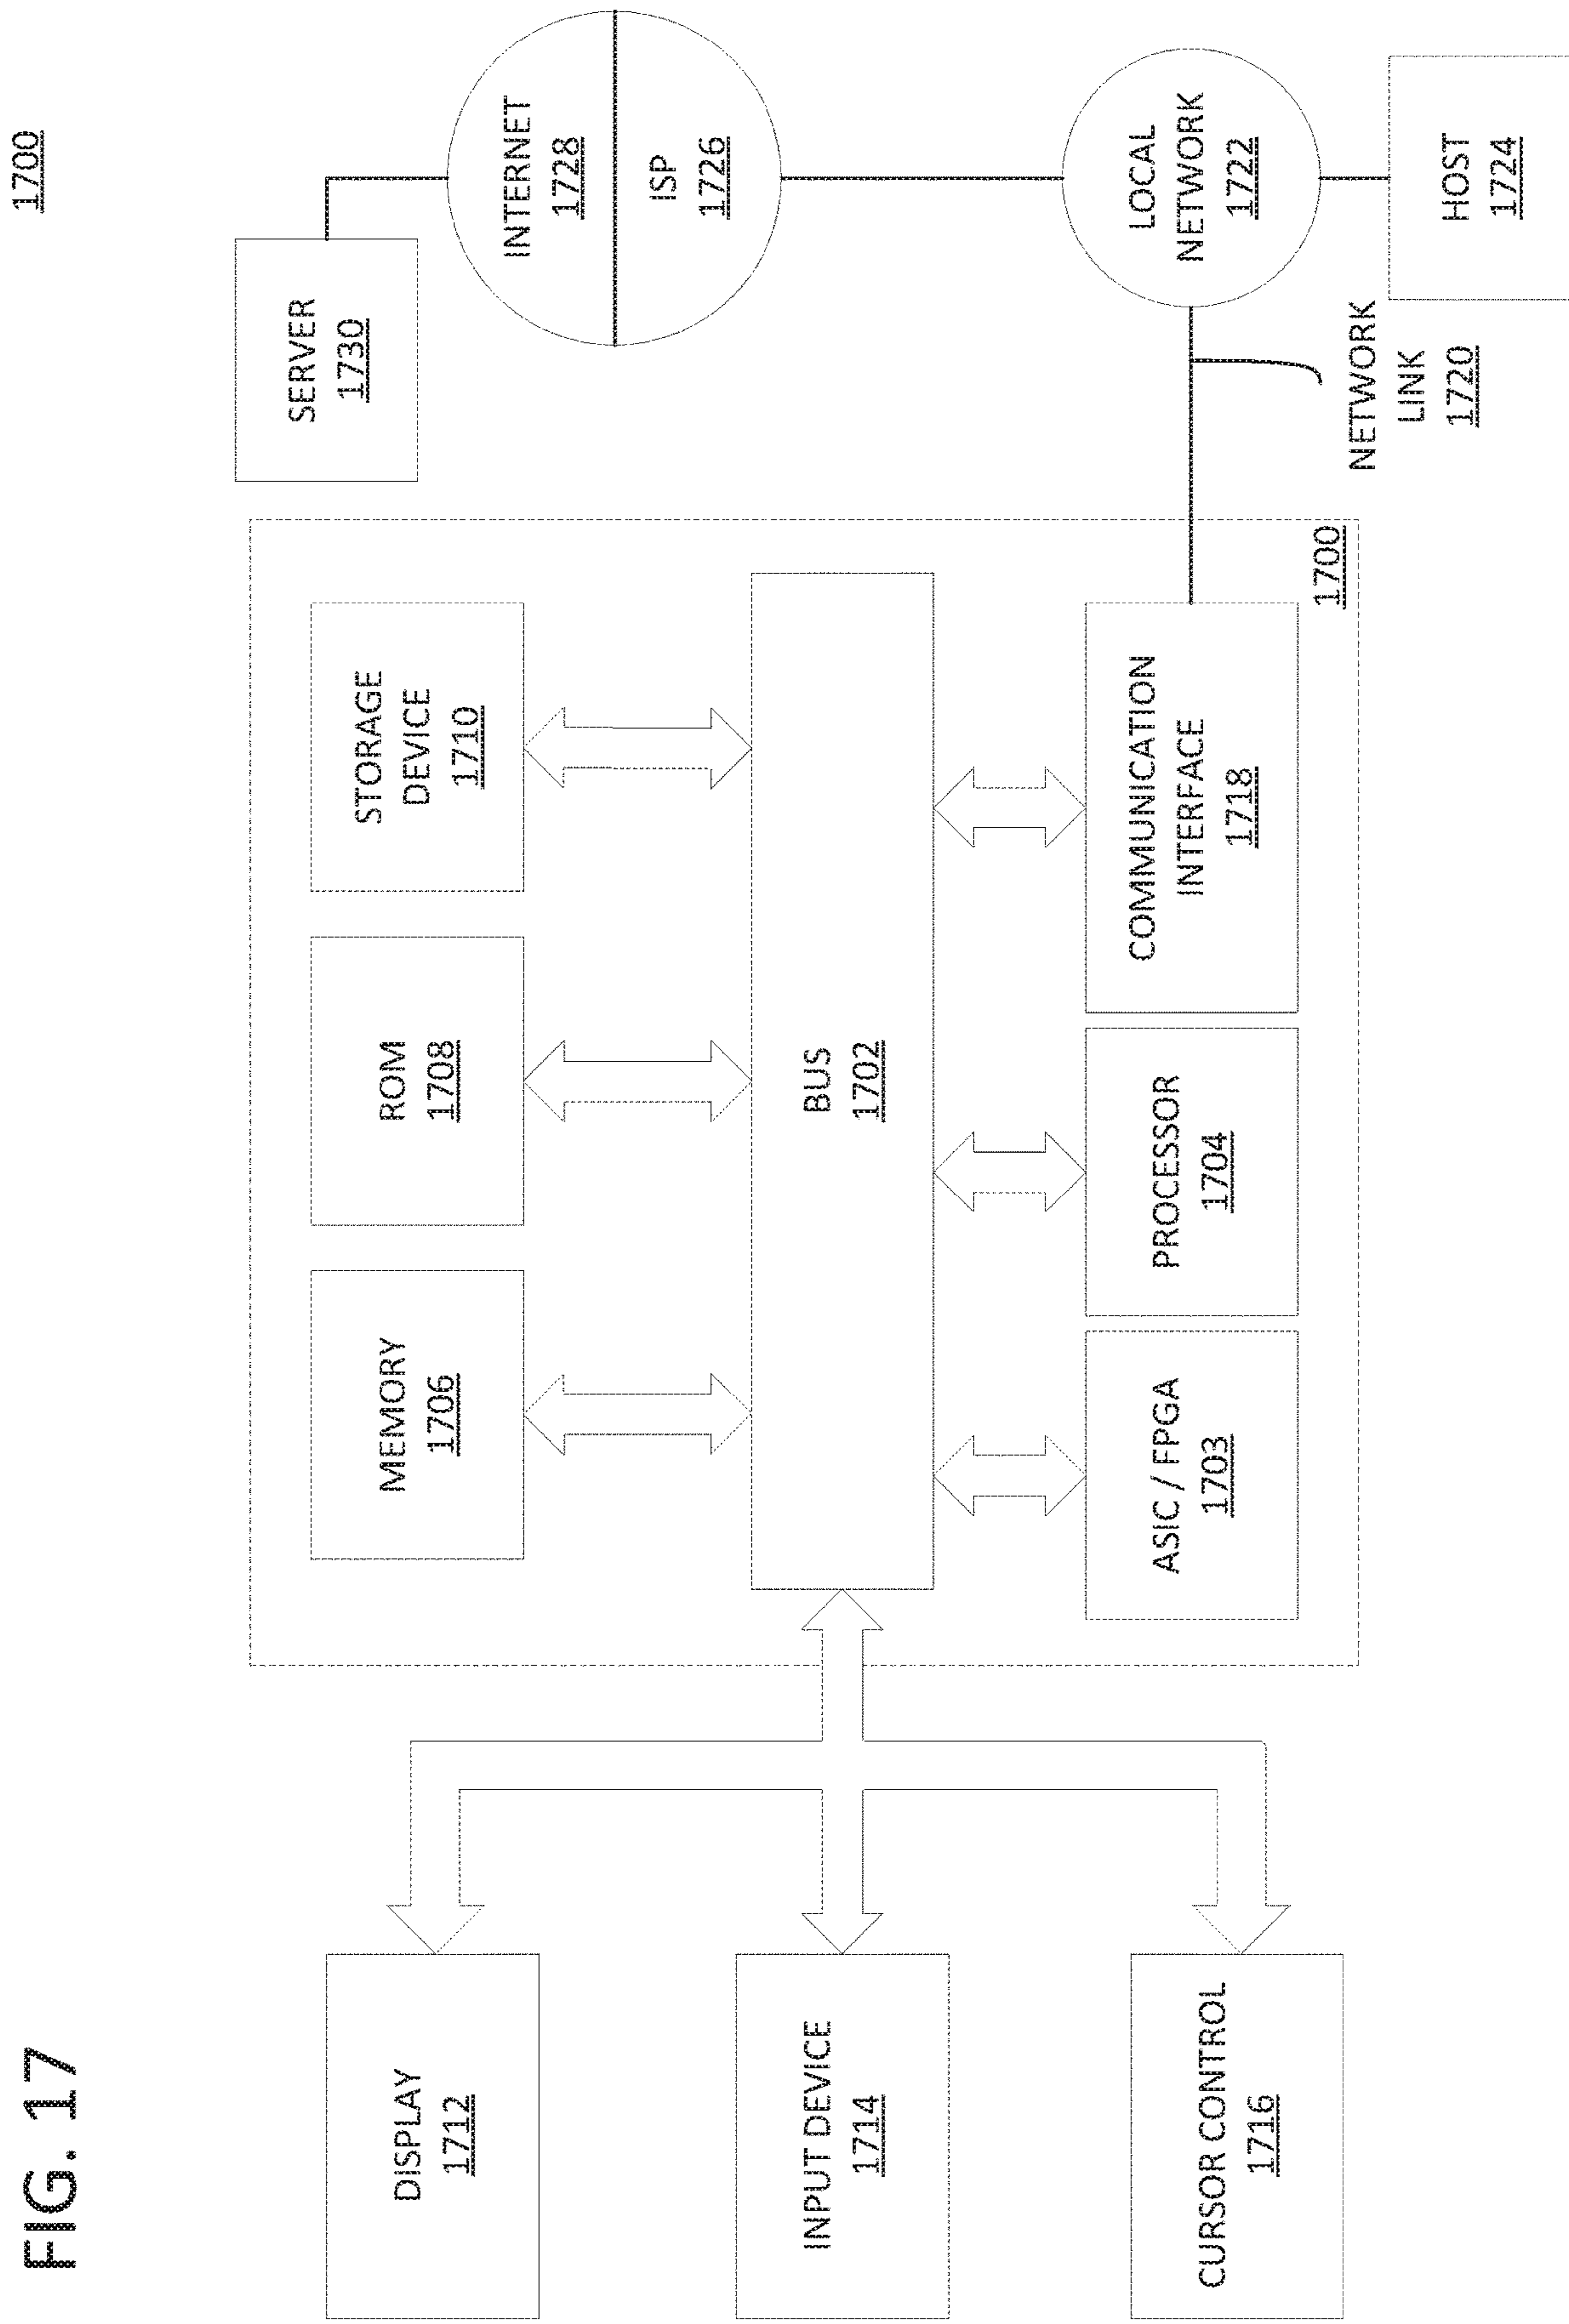 FIG. 17
1700
DISPLAY
1712
INPUT DEVICE
1714
CURSOR CONTROL
1716
MEMORY
1706
ROM
1708
STORAGE
DEVICE
1710
BUS
1702
ASIC / FPGA
1703
PROCESSOR
1704
COMMUNICATION
INTERFACE
1718
1700
SERVER
1730
INTERNET
1728
ISP
1726
LOCAL
NETWORK
1722
NETWORK
LINK
1720
HOST
1724